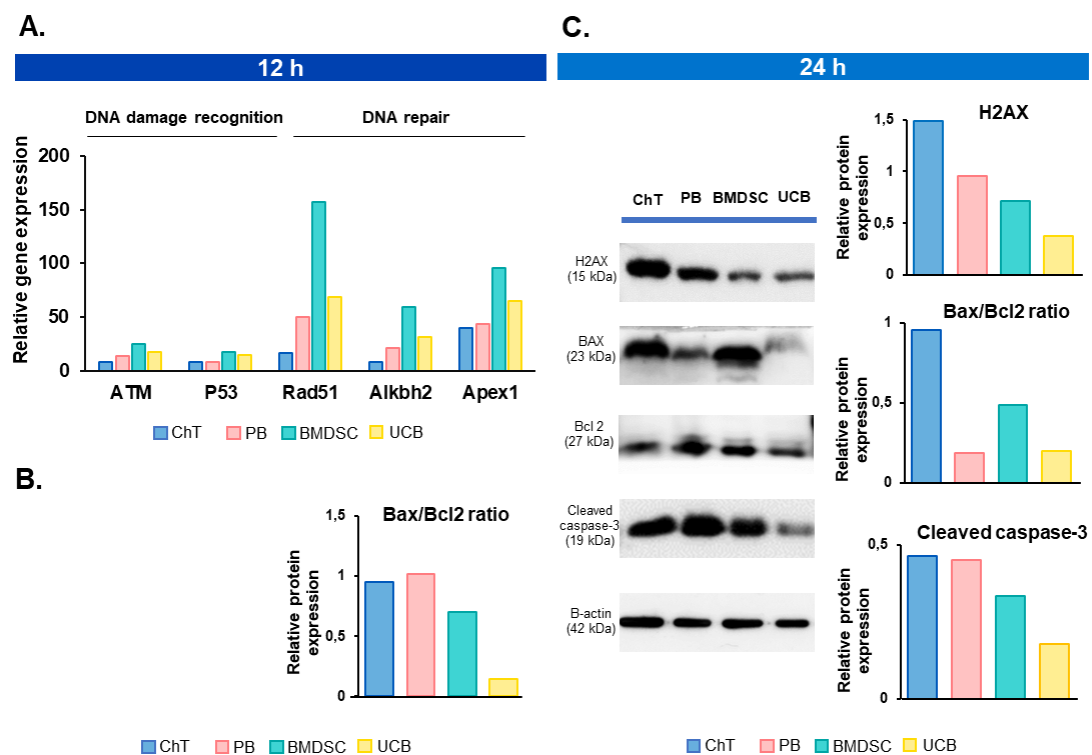 A.
12 h
DNA damage recognition
DNA repair
Relative gene expression
200
150
100
50
0
ATM P53 Rad51 Alkbh2 Apex1
ChT PB BMDSC UCB
B.
Bax/Bcl2 ratio
Relative protein
expression
1,5
1
0,5
0
ChT PB BMDSC UCB
C.
24 h
ChT PB BMDSC UCB
H2AX
(15 kDa)
BAX
(23 kDa)
Bcl 2
(27 kDa)
Cleaved
caspase-3
(19 kDa)
B-actin
(42 kDa)
H2AX
Relative protein
expression
1,5
1
0,5
0
Bax/Bcl2 ratio
Relative protein
expression
1
0,5
0
Cleaved caspase-3
Relative protein
expression
0,5
0
ChT PB BMDSC UCB